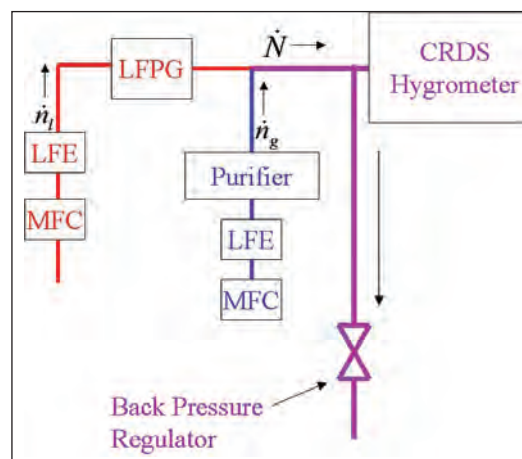 LFPG
Ṅ
CRDS
Hygrometer
ṅₗ
ṅg
LFE
Purifier
MFC
LFE
MFC
Back Pressure
Regulator